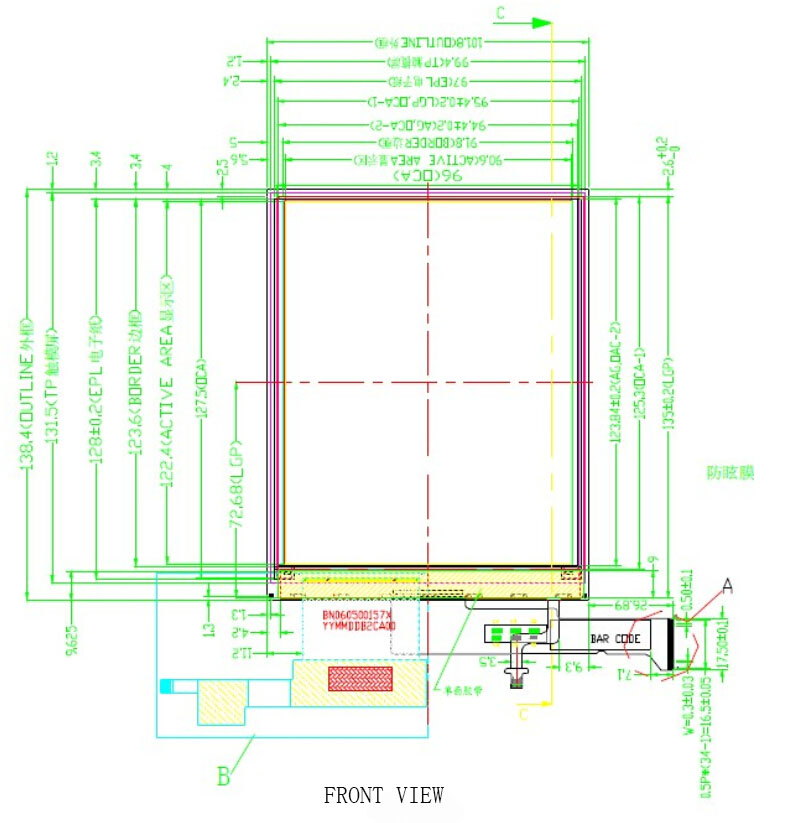 C
101.8(OUTLINE 外框)
1.2
99.4(TP 触摸屏)
2.4
97(EPL 电子纸)
95.4±0.2(LGP,OCA-1)
94.4±0.2(AG,OCA-2)
5
91.8(BORDER 边框)
5.6
90.6(ACTIVE AREA 显示区)
96(OCA)
1.2
3.4
3.4
4
2.5
2.6 +0.2 -0
138.4(OUTLINE 外框)
131.5(TP 触摸屏)
128±0.2(EPL 电子纸)
123.6(BORDER 边框)
122.4(ACTIVE AREA 显示区)
127.5(OCA)
72.68(LGP)
123.84±0.2(AG,OAC-2)
125.3(OCA-1)
135±0.2(LGP)
防眩膜
9
9.625
1.3
1.3
4.2
11.2
BN060500157X
YYMMDDB2CA00
26.89
0.50±0.1
A
BAR CODE
17.50±0.1
3.5
9.3
7.1
W=0.3±0.03
0.5P*(34-1)=16.5±0.05
C
B
FRONT VIEW